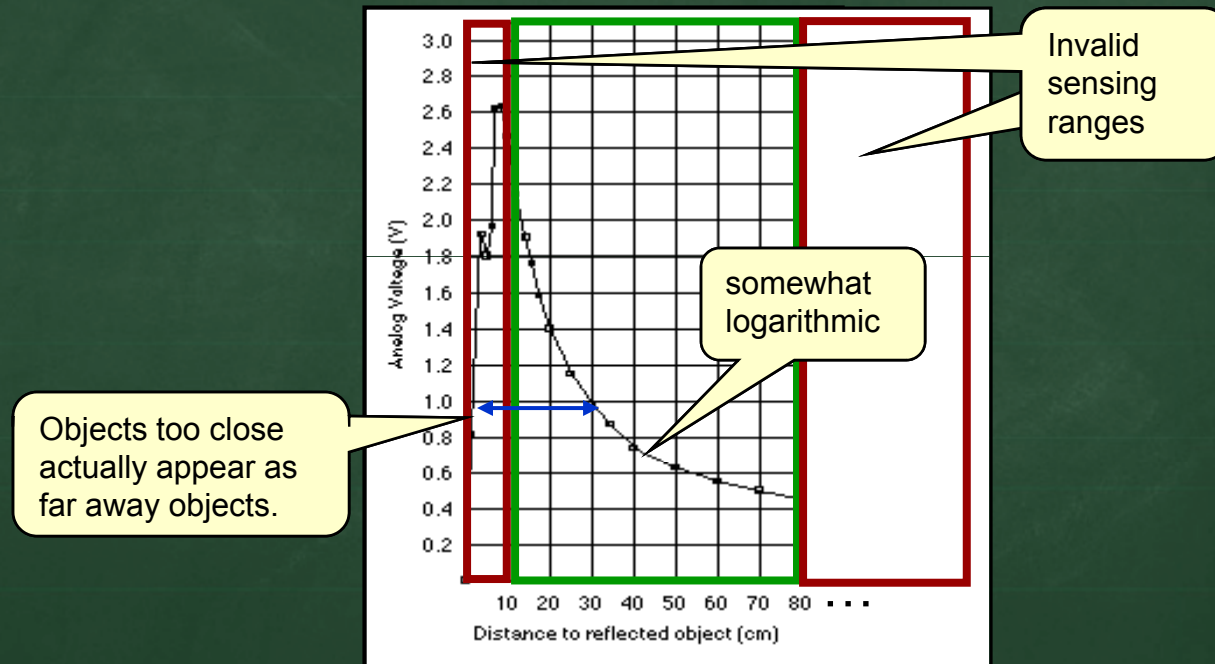 Invalid
sensing
ranges
somewhat
logarithmic
Objects too close
actually appear as
far away objects.
Analog Voltage (V)
3.0
2.8
2.6
2.4
2.2
2.0
1.8
1.6
1.4
1.2
1.0
0.8
0.6
0.4
0.2
10 20 30 40 50 60 70 80 ...
Distance to reflected object (cm)